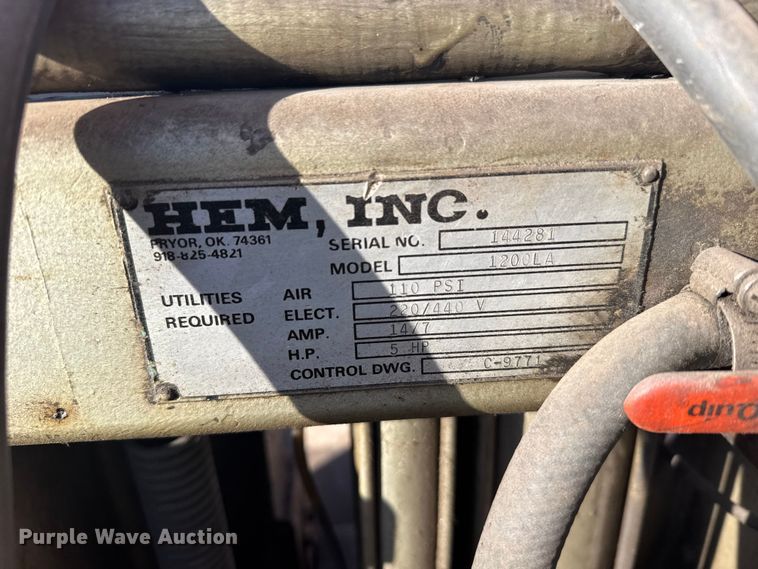 HEM, INC.
PRYOR, OK. 74361
918-825-4821
SERIAL NO. 144281
MODEL 1200LA
UTILITIES REQUIRED
AIR 110 PSI
ELECT. 220/440 V
AMP. 14/7
H.P. 5 HP
CONTROL DWG. C-9771
Quip
Purple Wave Auction